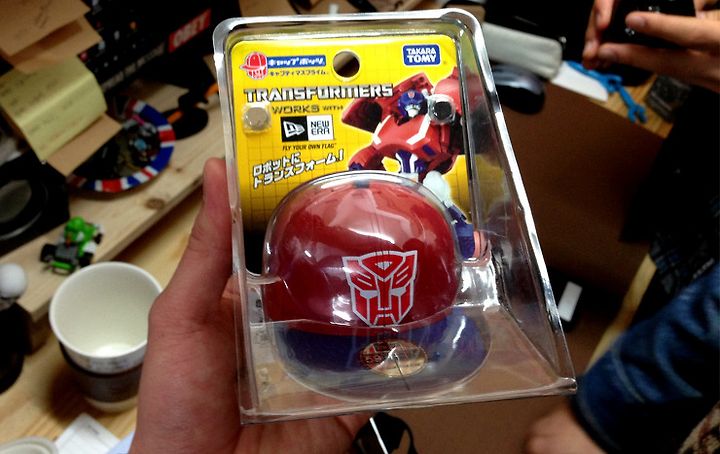 キャップボッツ
キャプティマスプライム
TAKARA
TOMY
TRANSFORMERS
WORKS WITH
NEW
ERA
FLY YOUR OWN FLAG
ロボットに
トランスフォーム!
OBEY
59